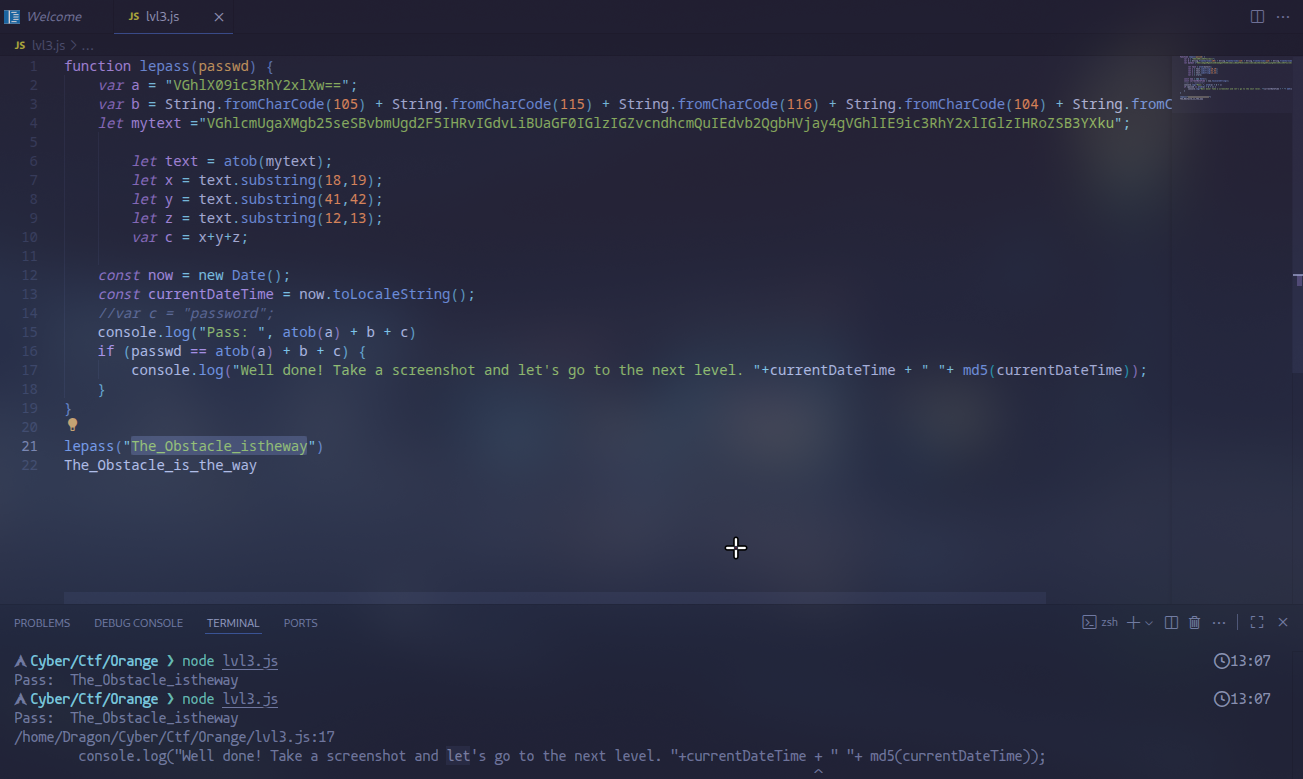 Welcome
JS lvl3.js ×
JS lvl3.js > ...
1 function lepass(passwd) {
2 var a = "VGhlX09ic3RhY2xlXw==";
3 var b = String.fromCharCode(105) + String.fromCharCode(115) + String.fromCharCode(116) + String.fromCharCode(104) + String.fromC
4 let mytext ="VGhlcmUgaXMgb25seSBvbmUgd2F5IHRvIGdvLiBUaGF0IGlzIGZvcndhcmQuIEdvb2QgbHVjay4gVGhlIE9ic3RhY2xlIGlzIHRoZSB3YXku";
5
6 let text = atob(mytext);
7 let x = text.substring(18,19);
8 let y = text.substring(41,42);
9 let z = text.substring(12,13);
10 var c = x+y+z;
11
12 const now = new Date();
13 const currentDateTime = now.toLocaleString();
14 //var c = "password";
15 console.log("Pass: ", atob(a) + b + c)
16 if (passwd == atob(a) + b + c) {
17 console.log("Well done! Take a screenshot and let's go to the next level. "+currentDateTime + " "+ md5(currentDateTime));
18 }
19 }
20
21 lepass("The_Obstacle_istheway")
22 The_Obstacle_is_the_way
PROBLEMS DEBUG CONSOLE TERMINAL PORTS zsh
Cyber/Ctf/Orange ❯ node lvl3.js 13:07
Pass:  The_Obstacle_istheway
Cyber/Ctf/Orange ❯ node lvl3.js 13:07
Pass:  The_Obstacle_istheway
/home/Dragon/Cyber/Ctf/Orange/lvl3.js:17
console.log("Well done! Take a screenshot and let's go to the next level. "+currentDateTime + " "+ md5(currentDateTime));
^